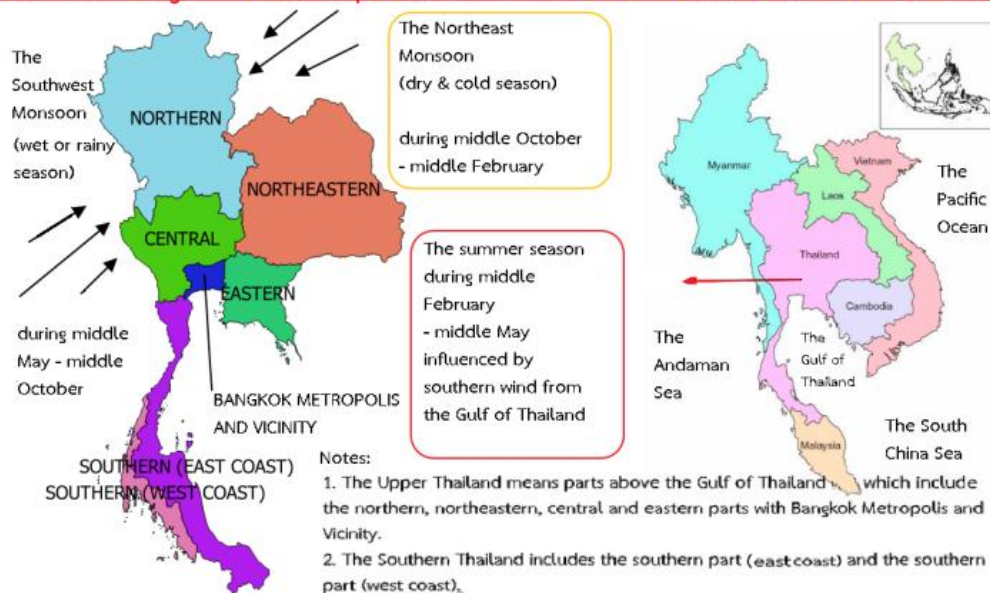 The
Southwest
Monsoon
(wet or rainy
season)
NORTHERN
NORTHEASTERN
CENTRAL
EASTERN
during middle
May - middle
October
BANGKOK METROPOLIS
AND VICINITY
SOUTHERN (EAST COAST)
SOUTHERN (WEST COAST)
The Northeast
Monsoon
(dry & cold season)
during middle October
- middle February
The summer season
during middle
February
- middle May
influenced by
southern wind from
the Gulf of Thailand
Myanmar
Vietnam
Laos
Thailand
Cambodia
Malaysia
The
Pacific
Ocean
The
Andaman
Sea
The
Gulf of
Thailand
The South
China Sea
Notes:
1. The Upper Thailand means parts above the Gulf of Thailand which include
the northern, northeastern, central and eastern parts with Bangkok Metropolis and
Vicinity.
2. The Southern Thailand includes the southern part (east coast) and the southern
part (west coast).